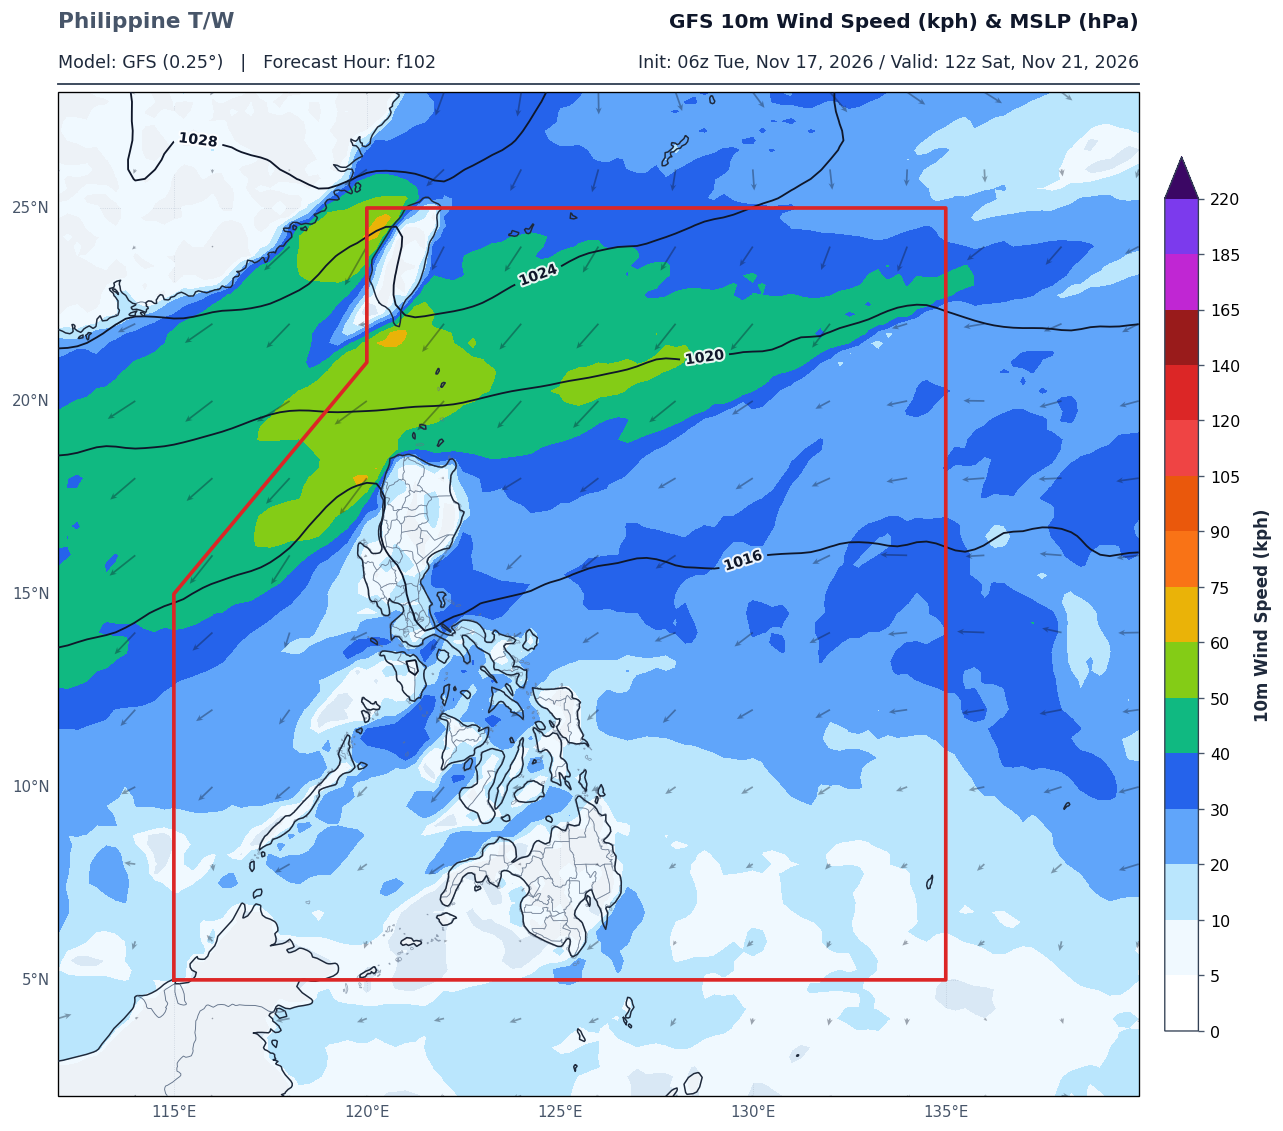 Philippine T/W
GFS 10m Wind Speed (kph) & MSLP (hPa)
Model: GFS (0.25°)   |   Forecast Hour: f102
Init: 06z Tue, Nov 17, 2026 / Valid: 12z Sat, Nov 21, 2026
1028
1024
1020
1016
25°N
20°N
15°N
10°N
5°N
115°E
120°E
125°E
130°E
135°E
220
185
165
140
120
105
90
75
60
50
40
30
20
10
5
0
10m Wind Speed (kph)